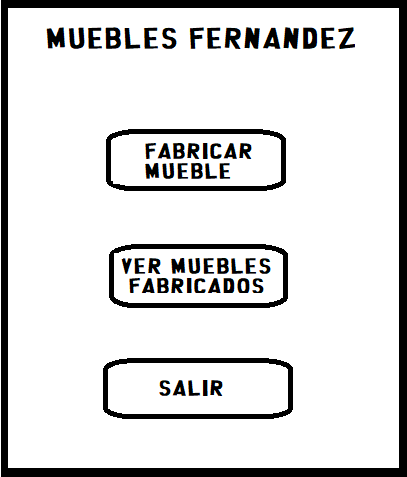 MUEBLES FERNANDEZ
FABRICAR
MUEBLE
VER MUEBLES
FABRICADOS
SALIR